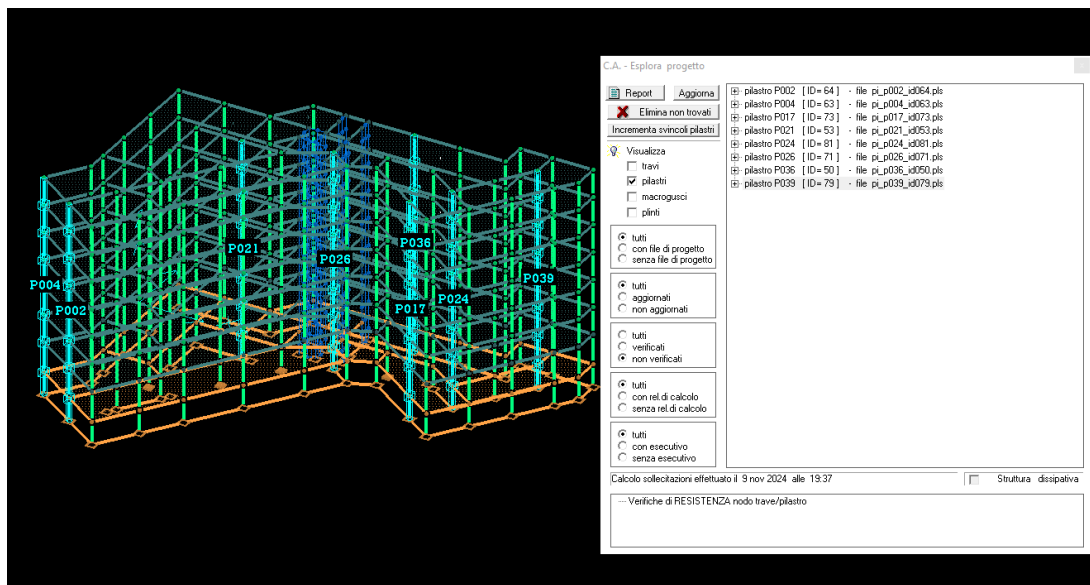 C.A. - Esplora progetto
Report
Aggiorna
Elimina non trovati
Incrementa svincoli pilastri
Visualizza
travi
pilastri
macrogusci
plinti
tutti
con file di progetto
senza file di progetto
tutti
aggiornati
non aggiornati
tutti
verificati
non verificati
tutti
con rel.di calcolo
senza rel.di calcolo
tutti
con esecutivo
senza esecutivo
pilastro P002 [ ID= 64 ] - file pi_p002_id064.pls
pilastro P004 [ ID= 63 ] - file pi_p004_id063.pls
pilastro P017 [ ID= 73 ] - file pi_p017_id073.pls
pilastro P021 [ ID= 53 ] - file pi_p021_id053.pls
pilastro P024 [ ID= 81 ] - file pi_p024_id081.pls
pilastro P026 [ ID= 71 ] - file pi_p026_id071.pls
pilastro P036 [ ID= 50 ] - file pi_p036_id050.pls
pilastro P039 [ ID= 79 ] - file pi_p039_id079.pls
Calcolo sollecitazioni effettuato il 9 nov 2024 alle 19:37
Struttura dissipativa
Verifiche di RESISTENZA nodo trave/pilastro
P021
P036
P026
P039
P004
P024
P002
P017